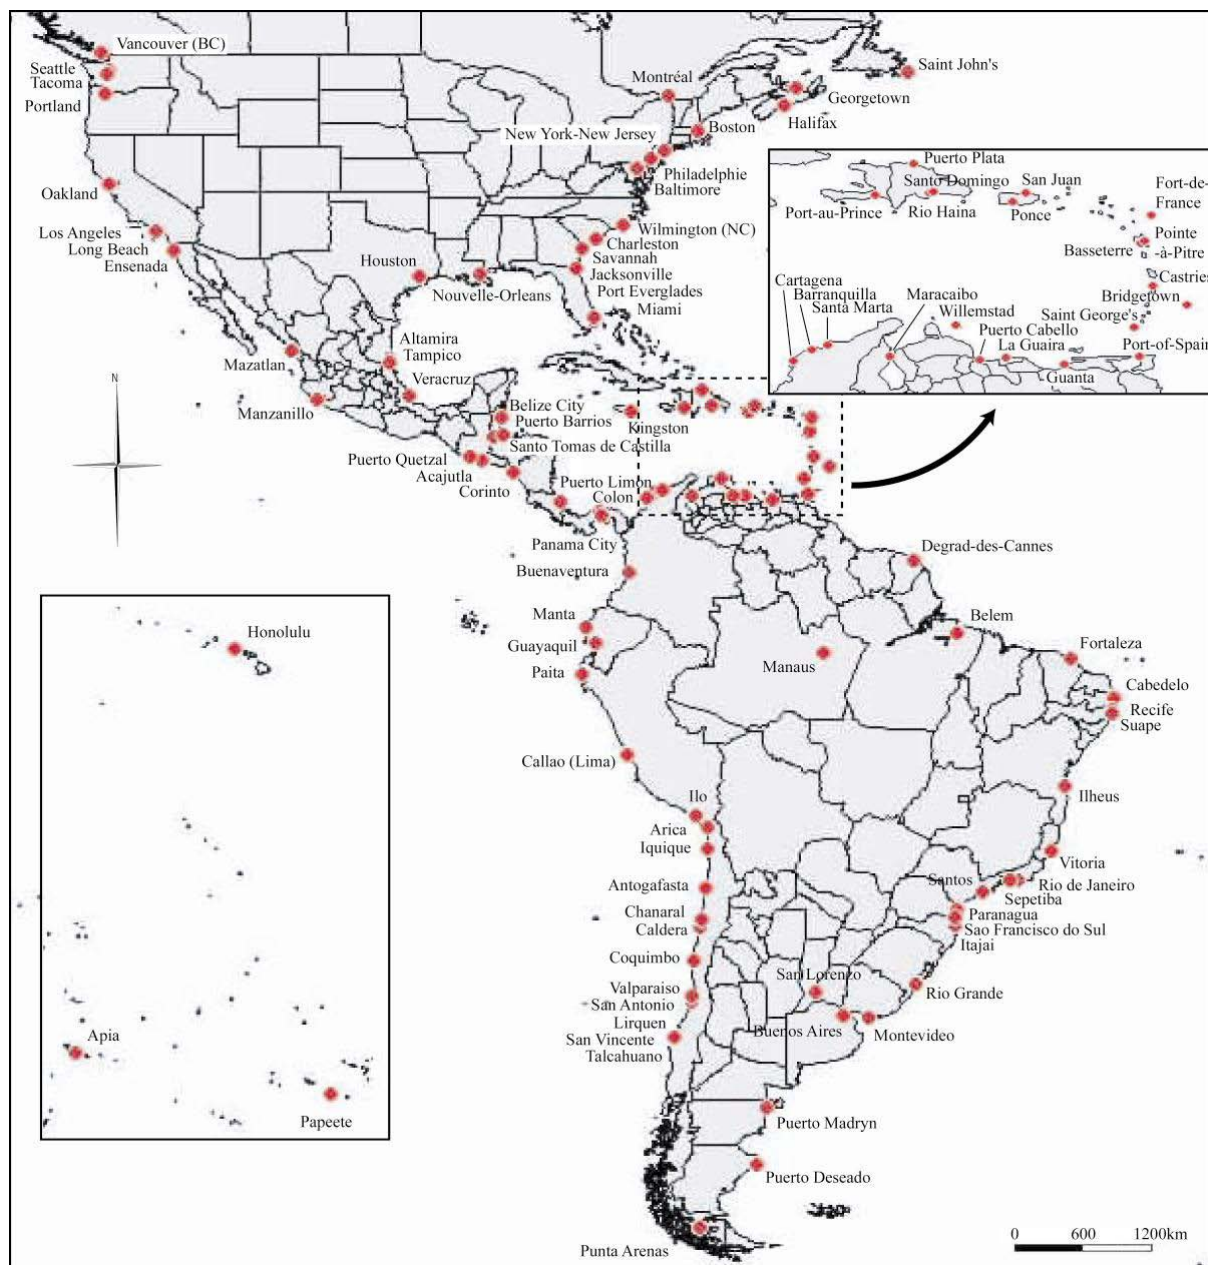 Vancouver (BC)
Seattle
Tacoma
Portland
Oakland
Los Angeles
Long Beach
Ensenada
Mazatlan
Manzanillo
Houston
Nouvelle-Orleans
Altamira
Tampico
Veracruz
Montréal
Saint John's
Georgetown
Halifax
Boston
New York-New Jersey
Philadelphie
Baltimore
Wilmington (NC)
Charleston
Savannah
Jacksonville
Port Everglades
Miami
Puerto Plata
Santo Domingo
San Juan
Fort-de-
France
Port-au-Prince
Rio Haina
Ponce
Pointe
-à-Pitre
Basseterre
Castries
Cartagena
Barranquilla
Santa Marta
Maracaibo
Willemstad
Bridgetown
Saint George's
Puerto Cabello
La Guaira
Port-of-Spain
Guanta
N
Belize City
Puerto Barrios
Santo Tomas de Castilla
Kingston
Puerto Quetzal
Acajutla
Corinto
Puerto Limon
Colon
Panama City
Buenaventura
Degrad-des-Cannes
Manta
Guayaquil
Paita
Manaus
Belem
Fortaleza
Cabedelo
Recife
Suape
Honolulu
Callao (Lima)
Ilheus
Ilo
Arica
Iquique
Vitoria
Antogafasta
Santos
Rio de Janeiro
Sepetiba
Chanaral
Caldera
Paranagua
Sao Francisco do Sul
Itajai
Coquimbo
San Lorenzo
Rio Grande
Valparaiso
San Antonio
Lirquen
San Vincente
Talcahuano
Buenos Aires
Montevideo
Apia
Papeete
Puerto Madryn
Puerto Deseado
Punta Arenas
0 600 1200km